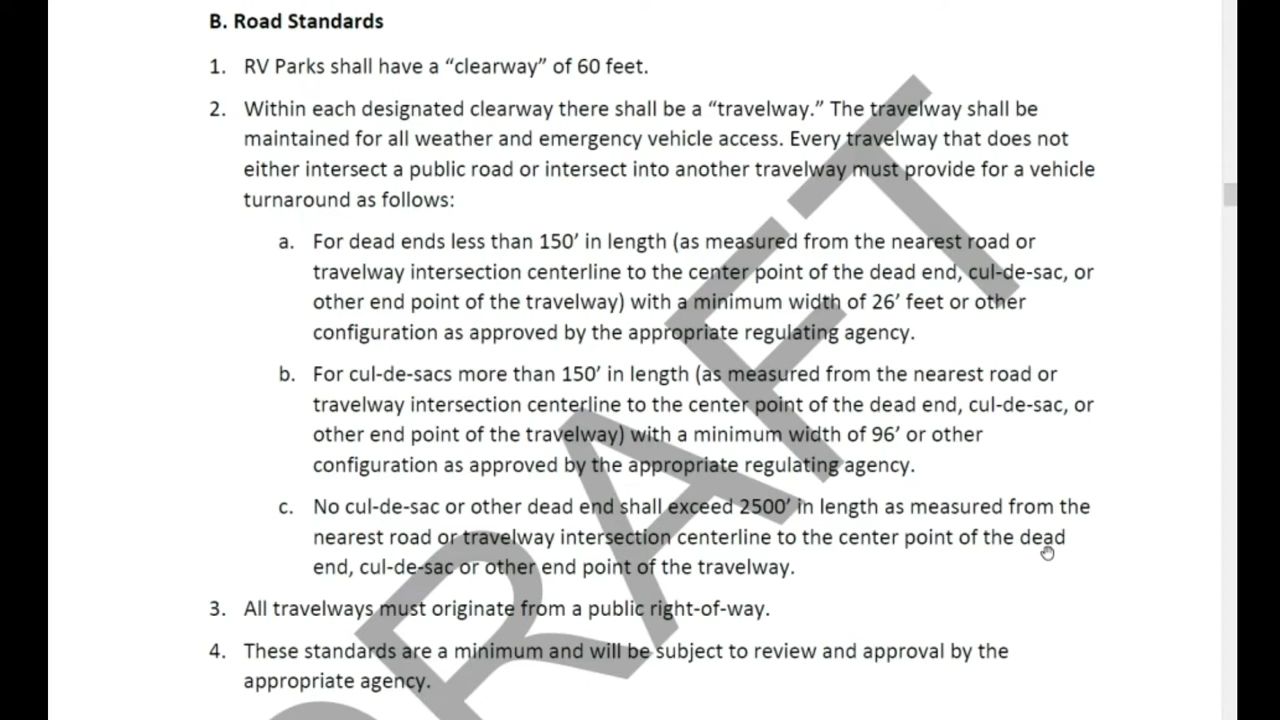 B. Road Standards
1. RV Parks shall have a “clearway” of 60 feet.
2. Within each designated clearway there shall be a “travelway.” The travelway shall be
maintained for all weather and emergency vehicle access. Every travelway that does not
either intersect a public road or intersect into another travelway must provide for a vehicle
turnaround as follows:
a. For dead ends less than 150’ in length (as measured from the nearest road or
travelway intersection centerline to the center point of the dead end, cul-de-sac, or
other end point of the travelway) with a minimum width of 26’ feet or other
configuration as approved by the appropriate regulating agency.
b. For cul-de-sacs more than 150’ in length (as measured from the nearest road or
travelway intersection centerline to the center point of the dead end, cul-de-sac, or
other end point of the travelway) with a minimum width of 96’ or other
configuration as approved by the appropriate regulating agency.
c. No cul-de-sac or other dead end shall exceed 2500’ in length as measured from the
nearest road or travelway intersection centerline to the center point of the dead
end, cul-de-sac or other end point of the travelway.
3. All travelways must originate from a public right-of-way.
4. These standards are a minimum and will be subject to review and approval by the
appropriate agency.
DRAFT